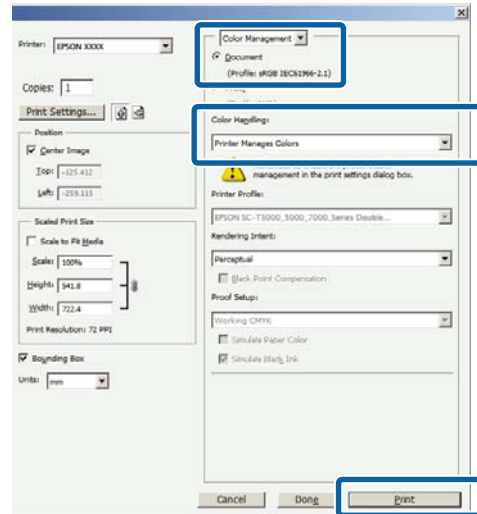 Printer: EPSON XXXX
Copies: 1
Print Settings...
Position
Center Image
Top: -125.412
Left: -259.115
Scaled Print Size
Scale to Fit Media
Scale: 100%
Height: 541.8
Width: 722.4
Print Resolution: 72 PPI
Bounding Box
Units: mm
Color Management
Document
(Profile: sRGB IEC61966-2.1)
Color Handling:
Printer Manages Colors
management in the print settings dialog box.
Printer Profile:
EPSON SC-T3000_5000_7000_Series Double...
Rendering Intent:
Perceptual
Black Point Compensation
Proof Setup:
Working CMYK
Simulate Paper Color
Simulate Black Ink
Cancel
Done
Print